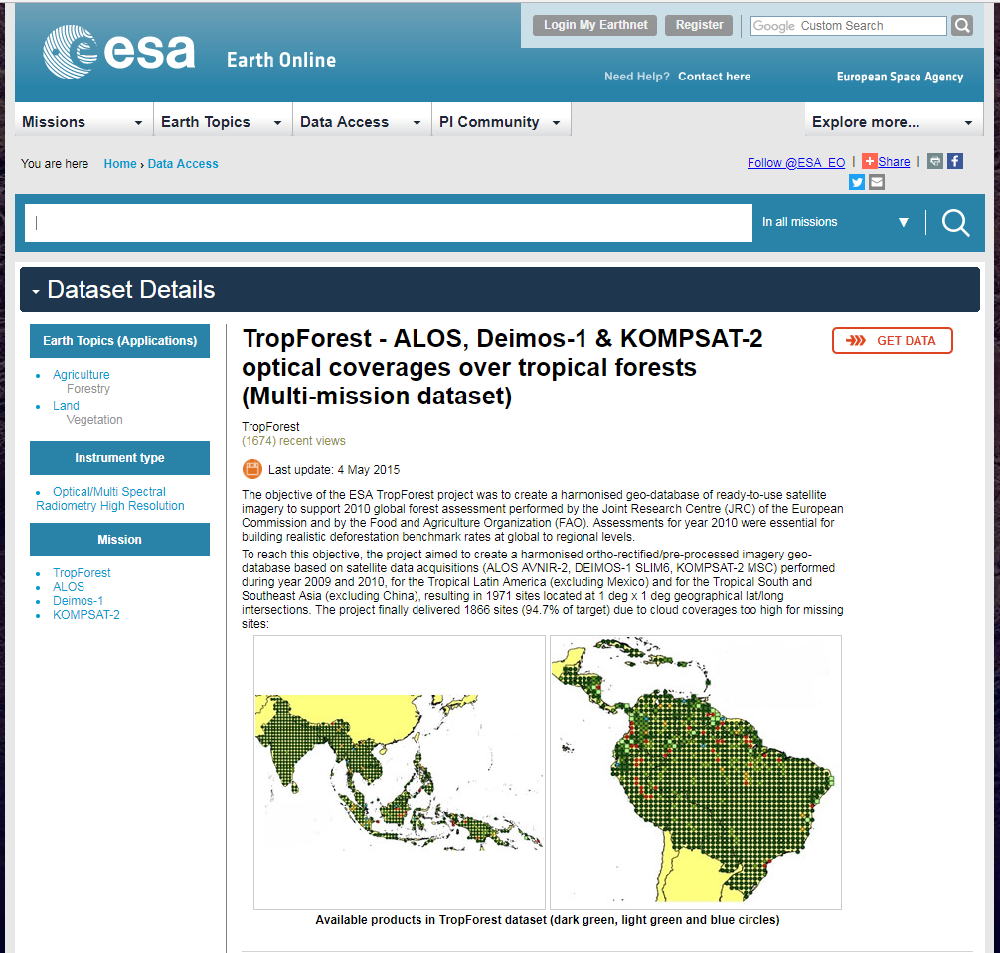 esa
Earth Online
Login My Earthnet
Register
Google Custom Search
Need Help? Contact here
European Space Agency
Missions
Earth Topics
Data Access
PI Community
Explore more...
You are here Home › Data Access
Follow @ESA_EO | Share |
In all missions
Dataset Details
Earth Topics (Applications)
Agriculture
Forestry
Land
Vegetation
Instrument type
Optical/Multi Spectral
Radiometry High Resolution
Mission
TropForest
ALOS
Deimos-1
KOMPSAT-2
TropForest - ALOS, Deimos-1 & KOMPSAT-2
optical coverages over tropical forests
(Multi-mission dataset)
GET DATA
TropForest
(1674) recent views
Last update: 4 May 2015
The objective of the ESA TropForest project was to create a harmonised geo-database of ready-to-use satellite
imagery to support 2010 global forest assessment performed by the Joint Research Centre (JRC) of the European
Commission and by the Food and Agriculture Organization (FAO). Assessments for year 2010 were essential for
building realistic deforestation benchmark rates at global to regional levels.
To reach this objective, the project aimed to create a harmonised ortho-rectified/pre-processed imagery geo-
database based on satellite data acquisitions (ALOS AVNIR-2, DEIMOS-1 SLIM6, KOMPSAT-2 MSC) performed
during year 2009 and 2010, for the Tropical Latin America (excluding Mexico) and for the Tropical South and
Southeast Asia (excluding China), resulting in 1971 sites located at 1 deg x 1 deg geographical lat/long
intersections. The project finally delivered 1866 sites (94.7% of target) due to cloud coverages too high for missing
sites:
Available products in TropForest dataset (dark green, light green and blue circles)